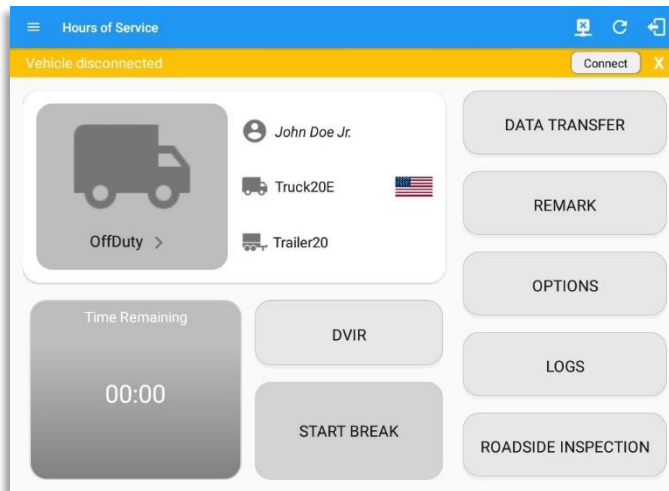 Hours of Service
Vehicle disconnected
Connect
X
John Doe Jr.
Truck20E
Trailer20
OffDuty >
DATA TRANSFER
REMARK
OPTIONS
LOGS
ROADSIDE INSPECTION
Time Remaining
00:00
DVIR
START BREAK